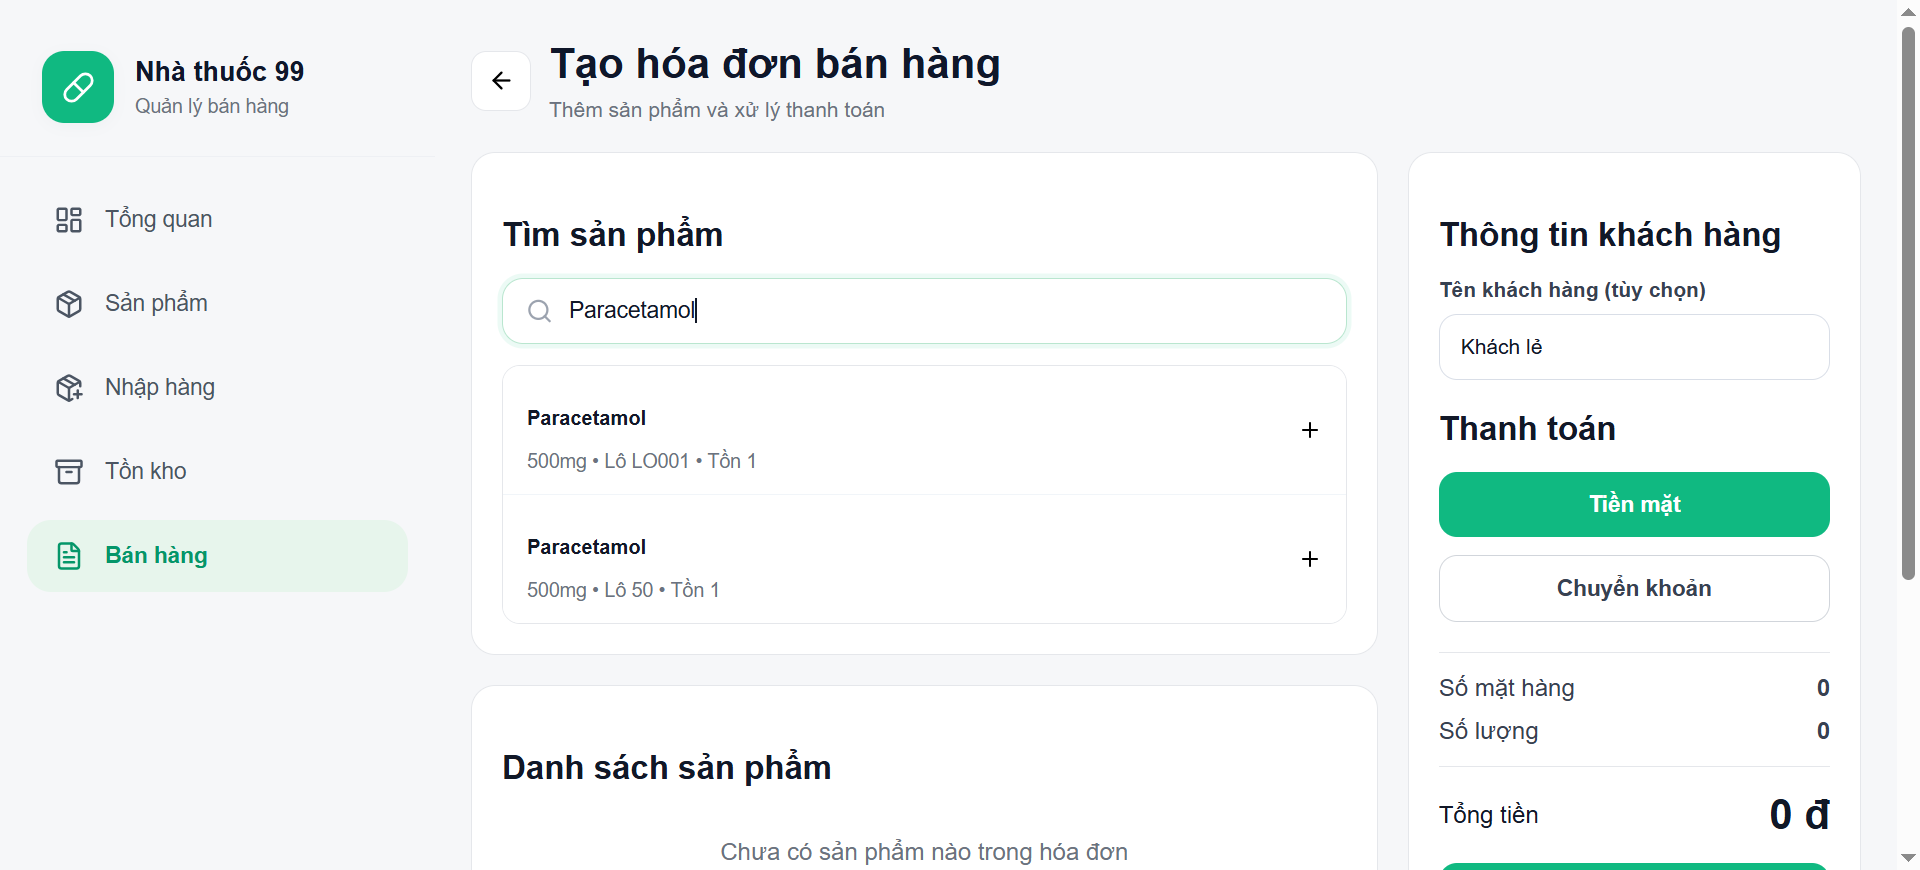 Nhà thuốc 99
Quản lý bán hàng
Tổng quan
Sản phẩm
Nhập hàng
Tồn kho
Bán hàng
Tạo hóa đơn bán hàng
Thêm sản phẩm và xử lý thanh toán
Tìm sản phẩm
Paracetamol
Paracetamol
500mg • Lô LO001 • Tồn 1
Paracetamol
500mg • Lô 50 • Tồn 1
Danh sách sản phẩm
Chưa có sản phẩm nào trong hóa đơn
Thông tin khách hàng
Tên khách hàng (tùy chọn)
Khách lẻ
Thanh toán
Tiền mặt
Chuyển khoản
Số mặt hàng 0
Số lượng 0
Tổng tiền 0 đ